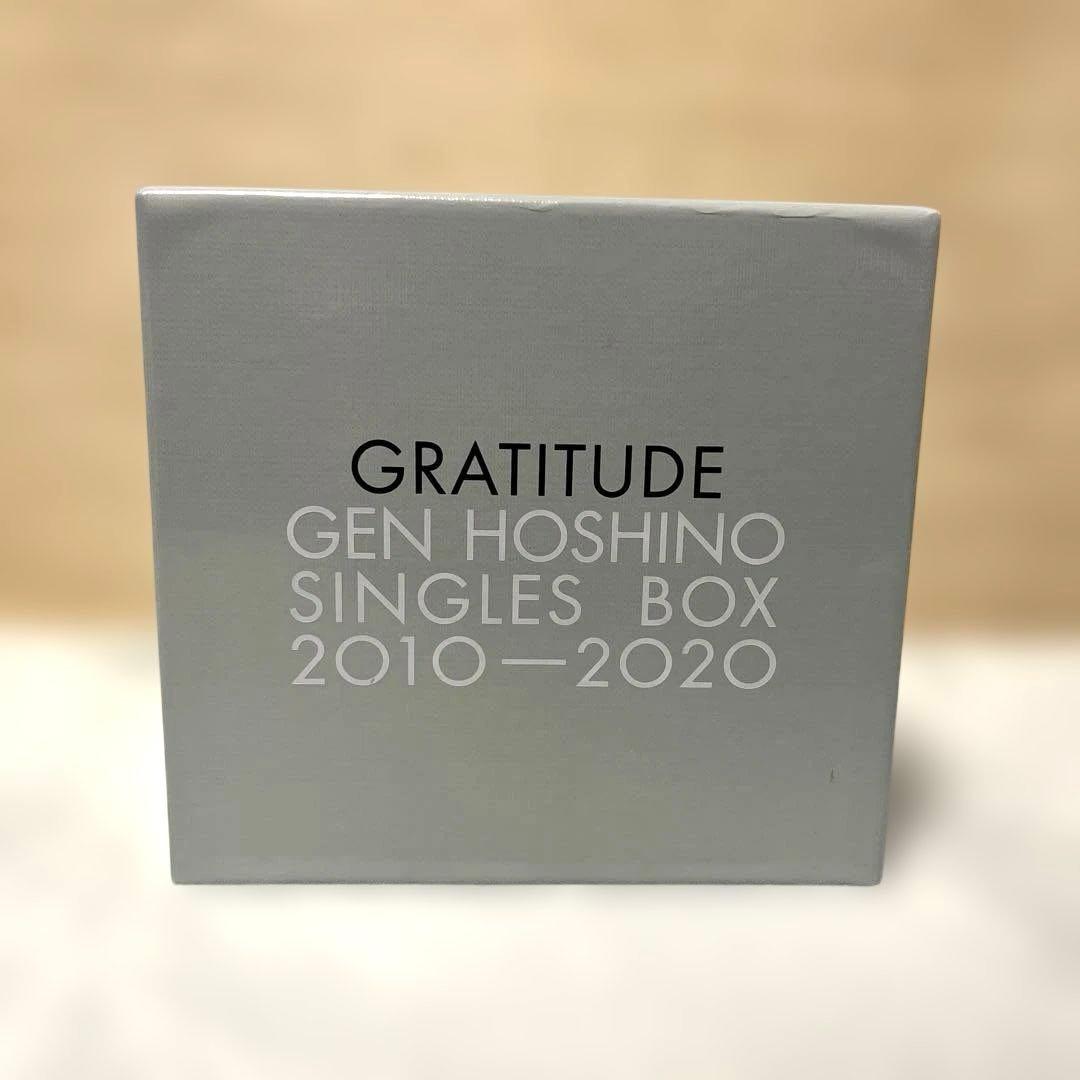 GRATITUDE
GEN HOSHINO
SINGLES BOX
2010—2020